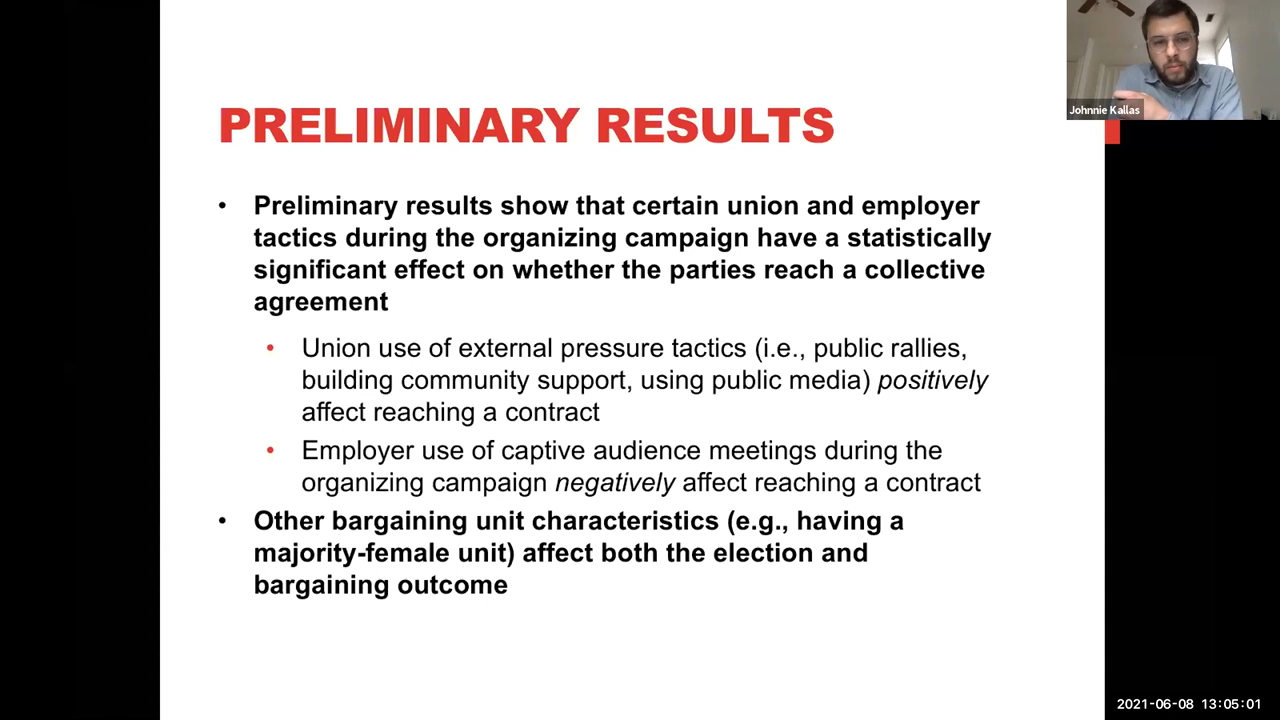 PRELIMINARY RESULTS
• Preliminary results show that certain union and employer
tactics during the organizing campaign have a statistically
significant effect on whether the parties reach a collective
agreement
• Union use of external pressure tactics (i.e., public rallies,
building community support, using public media) positively
affect reaching a contract
• Employer use of captive audience meetings during the
organizing campaign negatively affect reaching a contract
• Other bargaining unit characteristics (e.g., having a
majority-female unit) affect both the election and
bargaining outcome
Johnnie Kallas
2021-06-08 13:05:01